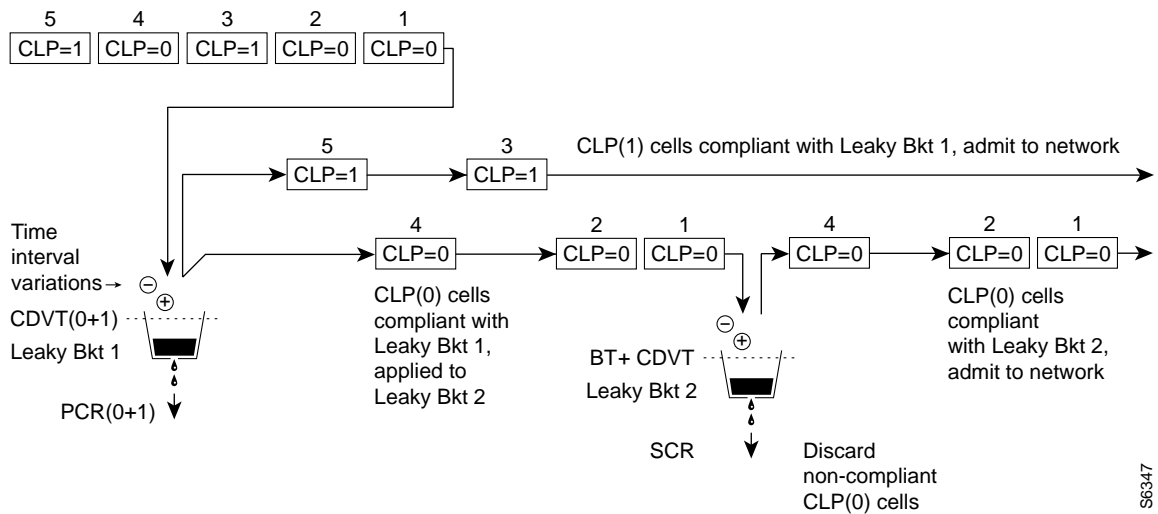 5 4 3 2 1
CLP=1 CLP=0 CLP=1 CLP=0 CLP=0
5 3
CLP=1 CLP=1
CLP(1) cells compliant with Leaky Bkt 1, admit to network
4 2 1 4 2 1
CLP=0 CLP=0 CLP=0 CLP=0 CLP=0 CLP=0
Time
interval
variations→
− +
CDVT(0+1)
Leaky Bkt 1
PCR(0+1)
CLP(0) cells
compliant with
Leaky Bkt 1,
applied to
Leaky Bkt 2
− +
BT+ CDVT
Leaky Bkt 2
SCR
CLP(0) cells
compliant
with Leaky Bkt 2,
admit to network
Discard
non-compliant
CLP(0) cells
S6347